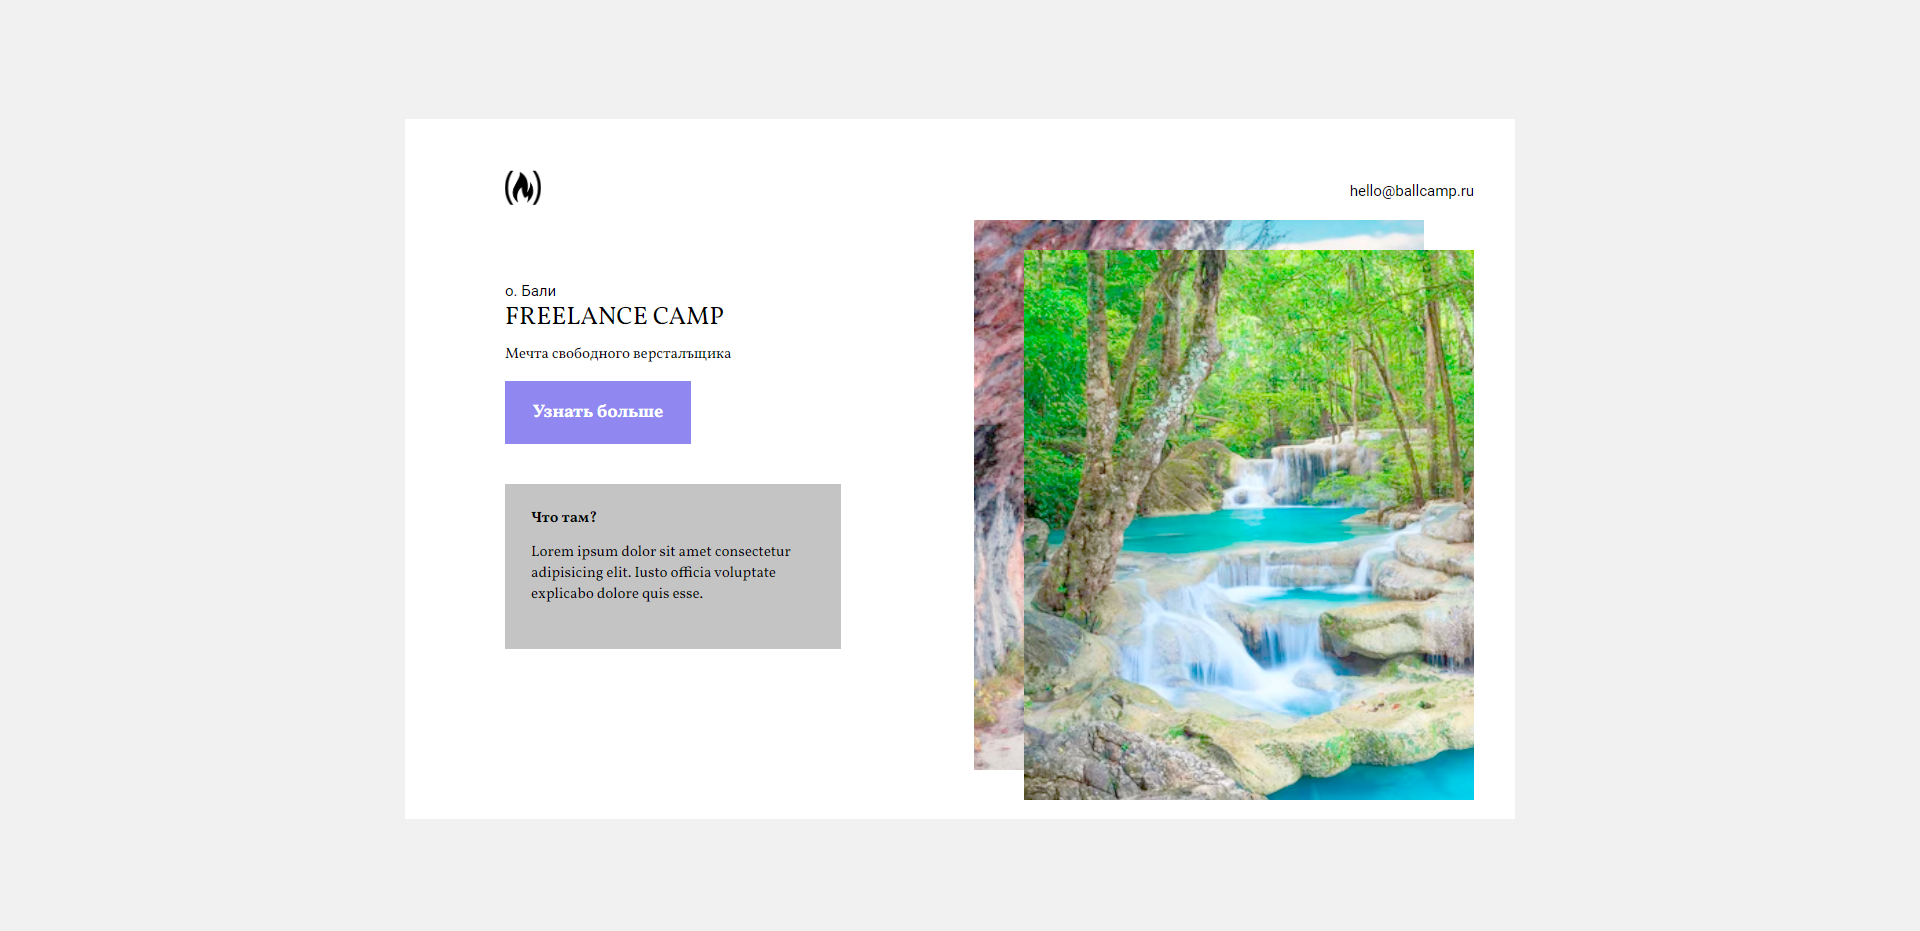 hello@ballcamp.ru
о. Бали
FREELANCE CAMP
Мечта свободного версталъщика
Узнать больше
Что там?
Lorem ipsum dolor sit amet consectetur
adipisicing elit. Iusto officia voluptate
explicabo dolore quis esse.